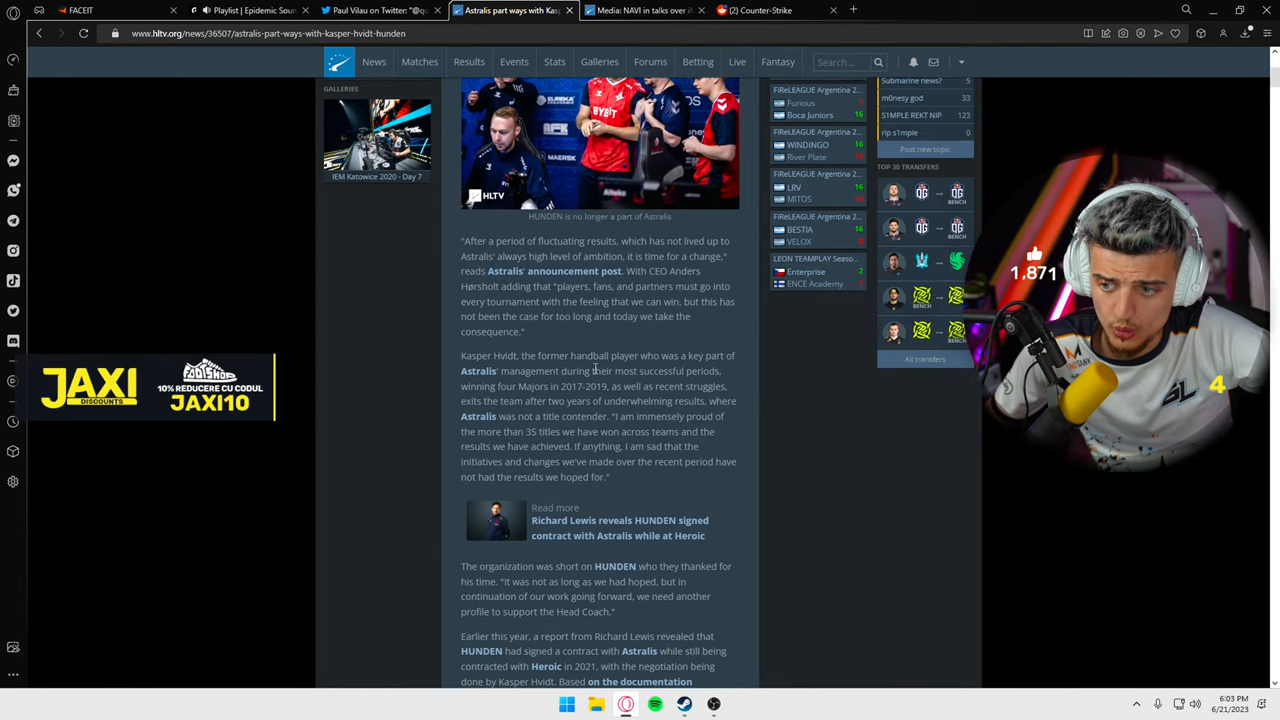 FACEIT
Playlist | Epidemic Soun
Paul Vilau on Twitter: "@q
Astralis part ways with Kas
Media: NAVI in talks over i
(2) Counter-Strike
www.hltv.org/news/36507/astralis-part-ways-with-kasper-hvidt-hunden
News Matches Results Events Stats Galleries Forums Betting Live Fantasy Search...
GALLERIES
IEM Katowice 2020 - Day 7
BYBIT
EUREKA
MAERSK
HLTV
HUNDEN is no longer a part of Astralis
"After a period of fluctuating results, which has not lived up to
Astralis' always high level of ambition, it is time for a change,"
reads Astralis' announcement post. With CEO Anders
Hørsholt adding that "players, fans, and partners must go into
every tournament with the feeling that we can win, but this has
not been the case for too long and today we take the
consequence."
Kasper Hvidt, the former handball player who was a key part of
Astralis' management during their most successful periods,
winning four Majors in 2017-2019, as well as recent struggles,
exits the team after two years of underwhelming results, where
Astralis was not a title contender. "I am immensely proud of
the more than 35 titles we have won across teams and the
results we have achieved. If anything, I am sad that the
initiatives and changes we've made over the recent period have
not had the results we hoped for."
Read more
Richard Lewis reveals HUNDEN signed
contract with Astralis while at Heroic
The organization was short on HUNDEN who they thanked for
his time. "It was not as long as we had hoped, but in
continuation of our work going forward, we need another
profile to support the Head Coach."
Earlier this year, a report from Richard Lewis revealed that
HUNDEN had signed a contract with Astralis while still being
contracted with Heroic in 2021, with the negotiation being
done by Kasper Hvidt. Based on the documentation
FiReLEAGUE Argentina 2...
Furious
Boca Juniors 16
FiReLEAGUE Argentina 2...
WINDINGO 16
River Plate
FiReLEAGUE Argentina 2...
LRV 16
MITOS
FiReLEAGUE Argentina 2...
BESTIA 16
VELOX
LEON TEAMPLAY Seaso...
Enterprise 2
ENCE Academy
Submarine news? 5
m0nesy god 33
S1MPLE REKT NIP 123
rip s1mple 0
Post new topic
TOP 30 TRANSFERS
BENCH
BENCH
BENCH
BENCH
All transfers
1,871
4
JAXI
DISCOUNTS
FOOTSHOP
10% REDUCERE CU CODUL
JAXI10
6:03 PM
6/21/2023